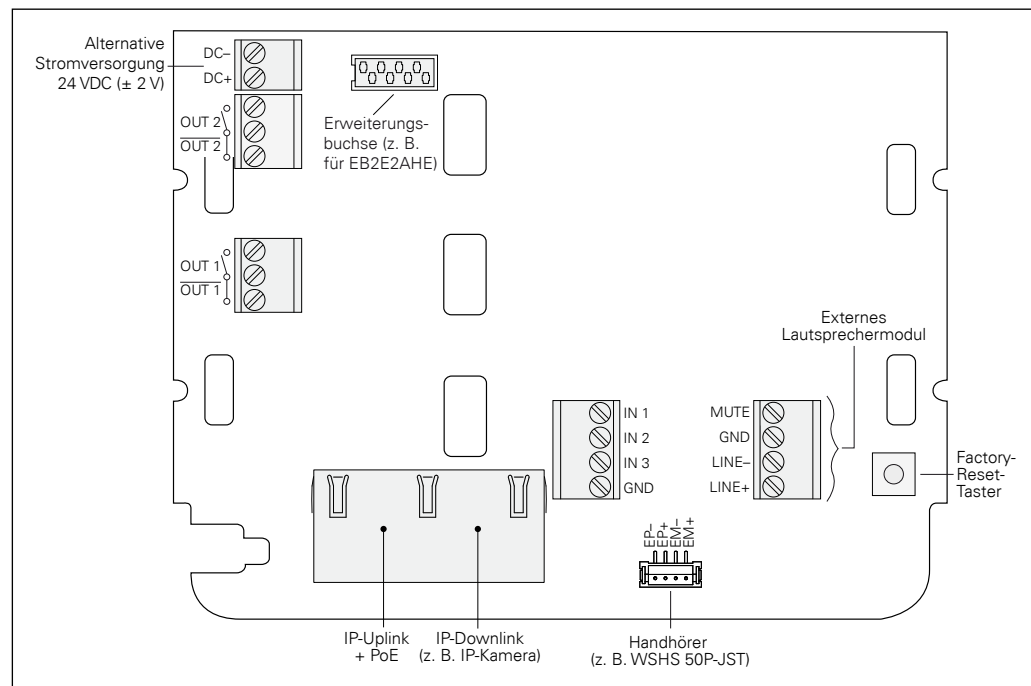 Alternative
Stromversorgung
24 VDC (± 2 V)
DC–
DC+
OUT 2
OUT 2
Erweiterungs-
buchse (z. B.
für EB2E2AHE)
OUT 1
OUT 1
Externes
Lautsprechermodul
IN 1
IN 2
IN 3
GND
MUTE
GND
LINE–
LINE+
Factory-
Reset-
Taster
EP–
EP+
EM–
EM+
IP-Uplink
+ PoE
IP-Downlink
(z. B. IP-Kamera)
Handhörer
(z. B. WSHS 50P-JST)